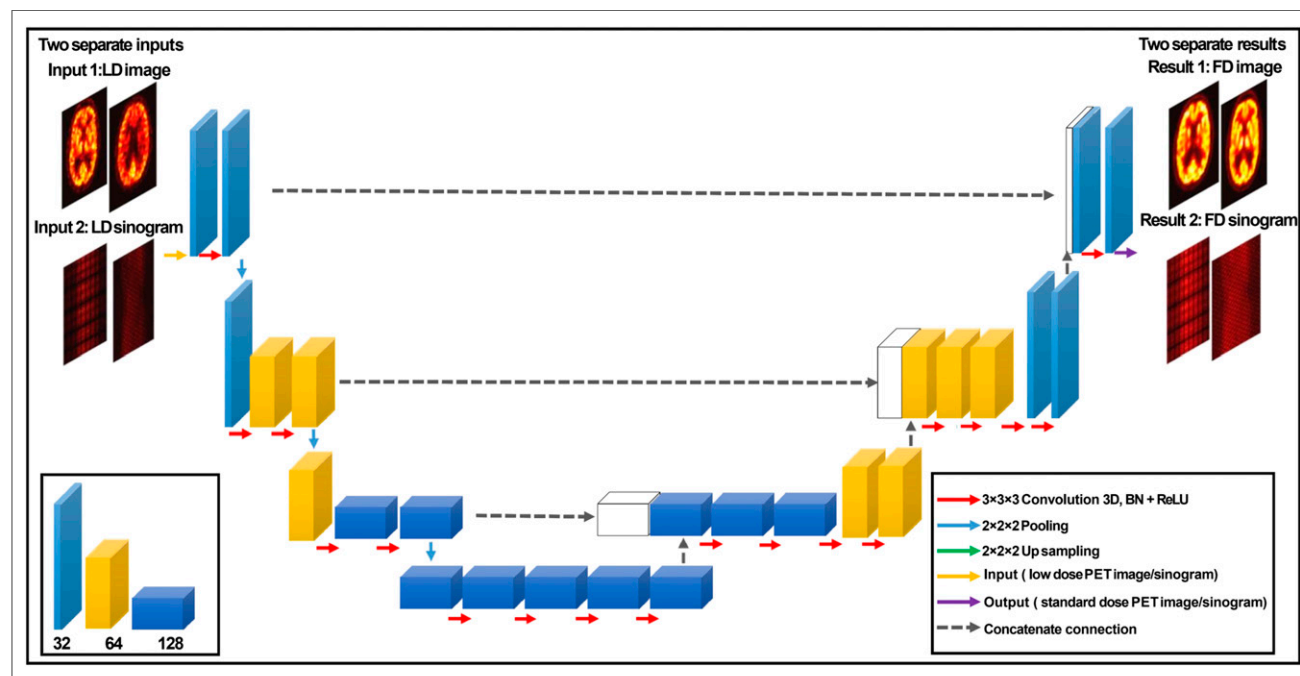 Two separate inputs
Input 1:LD image
Input 2: LD sinogram
Two separate results
Result 1: FD image
Result 2: FD sinogram
32 64 128
3×3×3 Convolution 3D, BN + ReLU
2×2×2 Pooling
2×2×2 Up sampling
Input ( low dose PET image/sinogram)
Output ( standard dose PET image/sinogram)
Concatenate connection